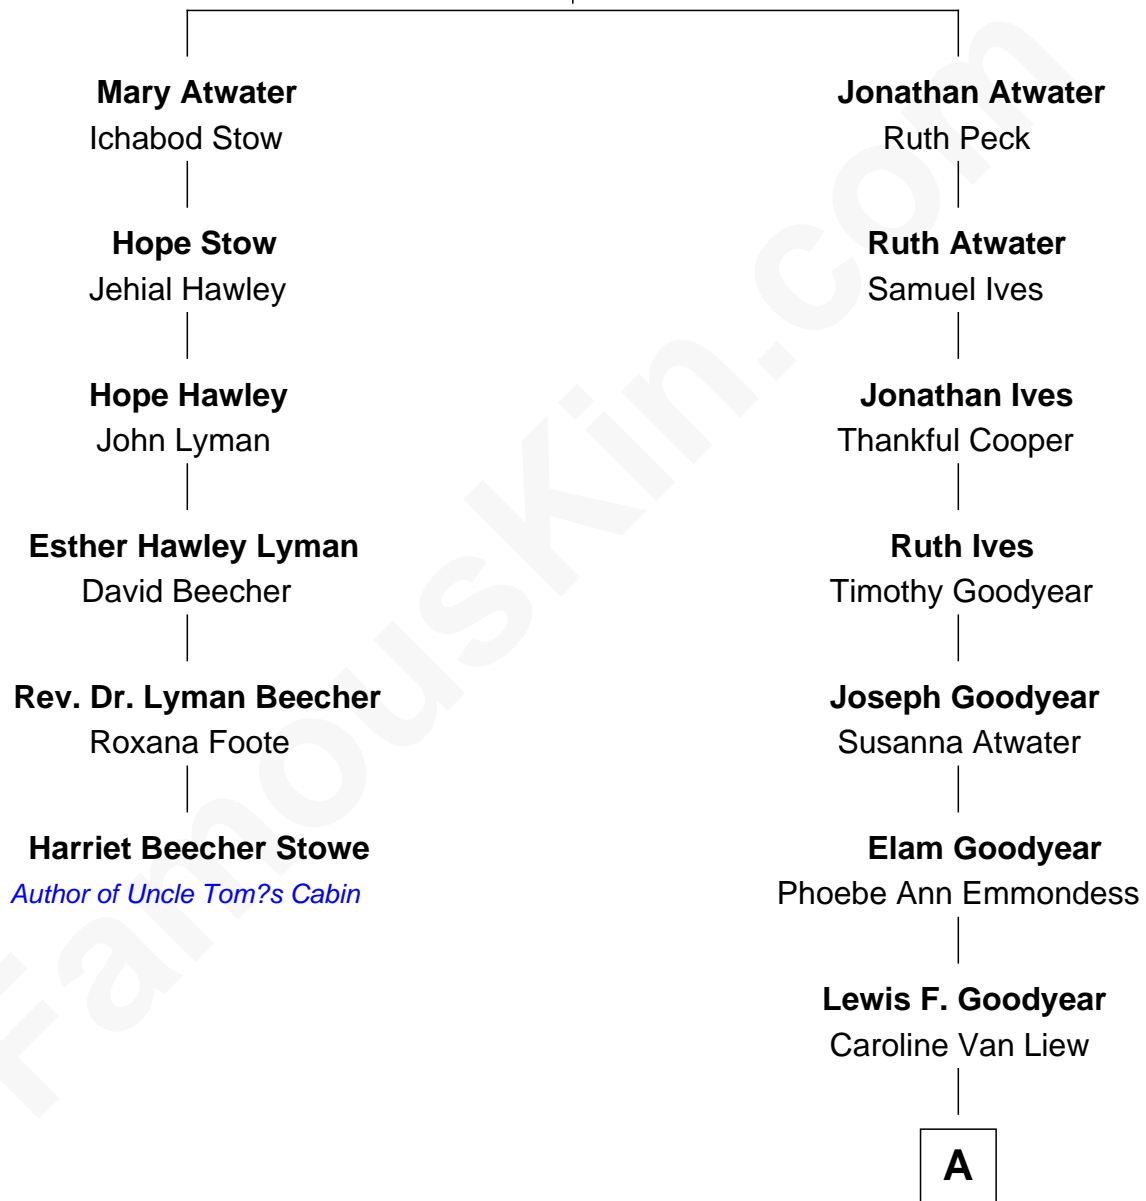 Mary Atwater
Ichabod Stow
Hope Stow
Jehial Hawley
Hope Hawley
John Lyman
Esther Hawley Lyman
David Beecher
Rev. Dr. Lyman Beecher
Roxana Foote
Harriet Beecher Stowe
Author of Uncle Tom?s Cabin
Jonathan Atwater
Ruth Peck
Ruth Atwater
Samuel Ives
Jonathan Ives
Thankful Cooper
Ruth Ives
Timothy Goodyear
Joseph Goodyear
Susanna Atwater
Elam Goodyear
Phoebe Ann Emmondess
Lewis F. Goodyear
Caroline Van Liew
A
FamousKin.com